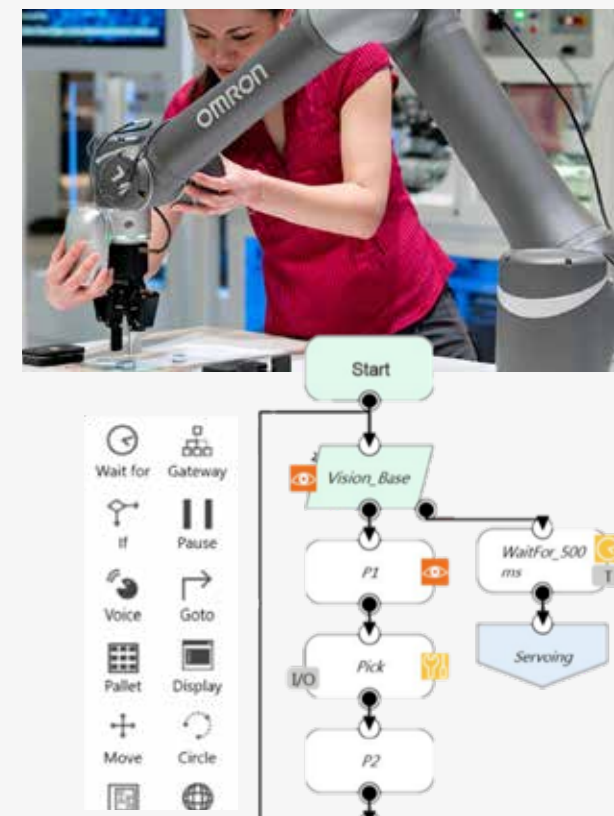 OMRON
Start
Wait for Gateway
Vision_Base
If Pause
P1
WaitFor_500
ms
T
Voice Goto
I/O
Pick
Servoing
Pallet Display
P2
Move Circle